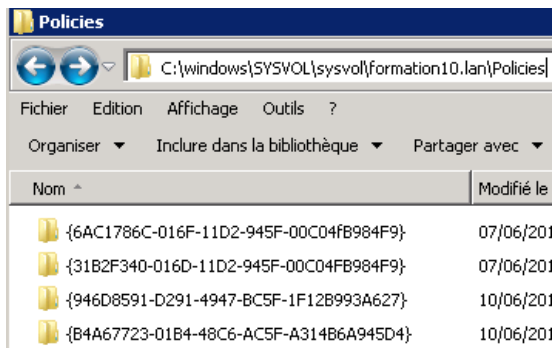 Policies
C:\windows\SYSVOL\sysvol\formation10.lan\Policies
Fichier Edition Affichage Outils ?
Organiser Inclure dans la bibliothèque Partager avec
Nom Modifié le
{6AC1786C-016F-11D2-945F-00C04fB984F9} 07/06/201
{31B2F340-016D-11D2-945F-00C04FB984F9} 07/06/201
{946D8591-D291-4947-BC5F-1F12B993A627} 10/06/201
{B4A67723-01B4-48C6-AC5F-A314B6A945D4} 10/06/201